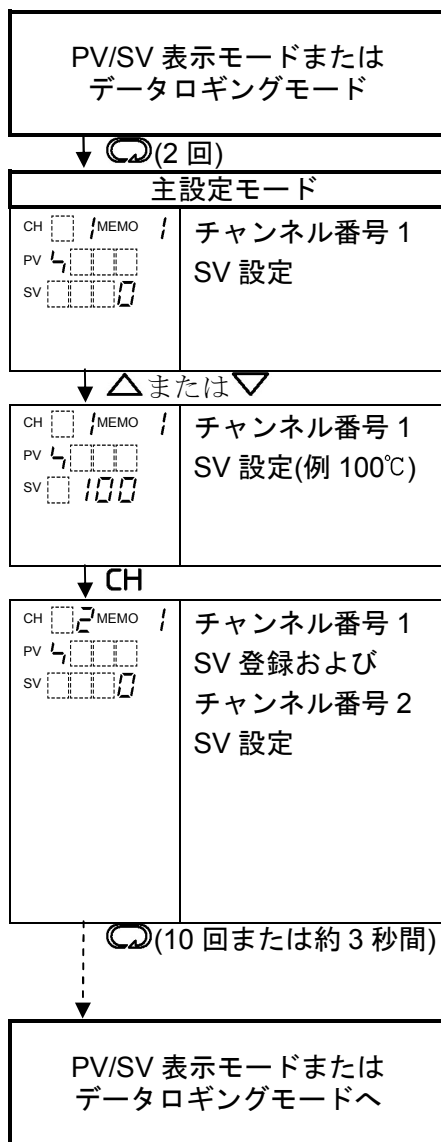 PV/SV 表示モードまたは
データロギングモード
(2 回)
主設定モード
CH 1 MEMO 1
PV
SV 0
チャンネル番号 1
SV 設定
△または▽
CH 1 MEMO 1
PV
SV 100
チャンネル番号 1
SV 設定(例 100℃)
CH
CH 2 MEMO 1
PV
SV 0
チャンネル番号 1
SV 登録および
チャンネル番号 2
SV 設定
(10 回または約 3 秒間)
PV/SV 表示モードまたは
データロギングモードへ